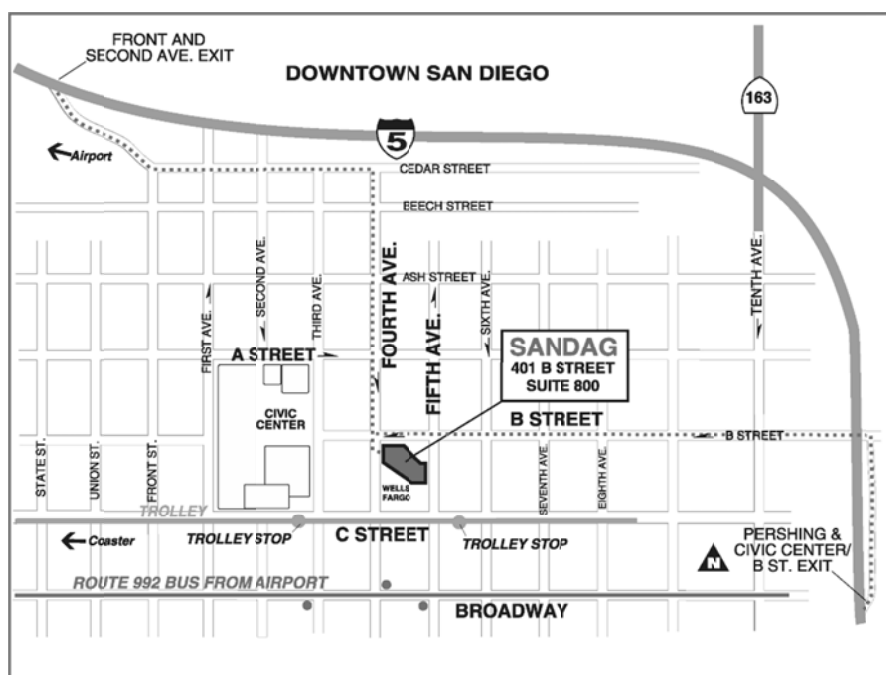 FRONT AND
SECOND AVE. EXIT
DOWNTOWN SAN DIEGO
163
5
Airport
CEDAR STREET
BEECH STREET
ASH STREET
FIRST AVE.
SECOND AVE.
THIRD AVE.
FOURTH AVE.
FIFTH AVE.
SIXTH AVE.
TENTH AVE.
A STREET
SANDAG
401 B STREET
SUITE 800
CIVIC
CENTER
B STREET
B STREET
STATE ST.
UNION ST.
FRONT ST.
SEVENTH AVE.
EIGHTH AVE.
WELLS
FARGO
TROLLEY
Coaster
TROLLEY STOP
C STREET
TROLLEY STOP
N
PERSHING &
CIVIC CENTER/
B ST. EXIT
ROUTE 992 BUS FROM AIRPORT
BROADWAY